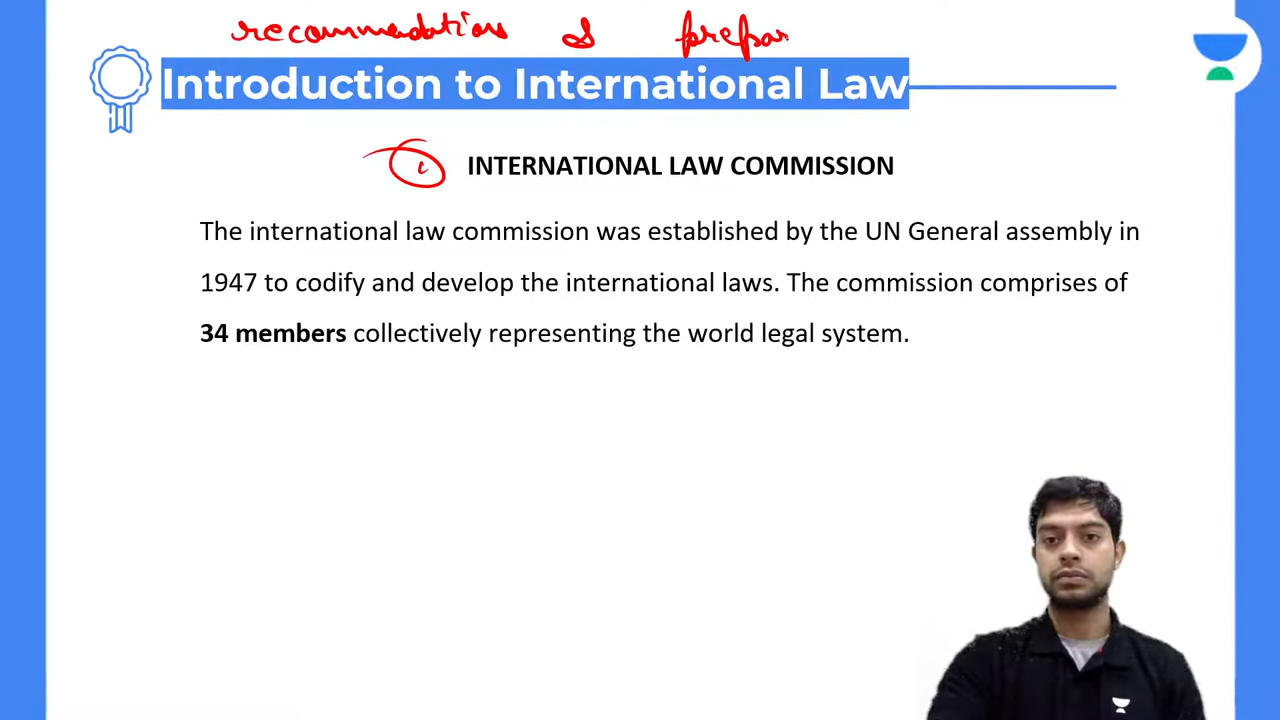 recommendations & prepar
Introduction to International Law
i INTERNATIONAL LAW COMMISSION
The international law commission was established by the UN General assembly in
1947 to codify and develop the international laws. The commission comprises of
34 members collectively representing the world legal system.